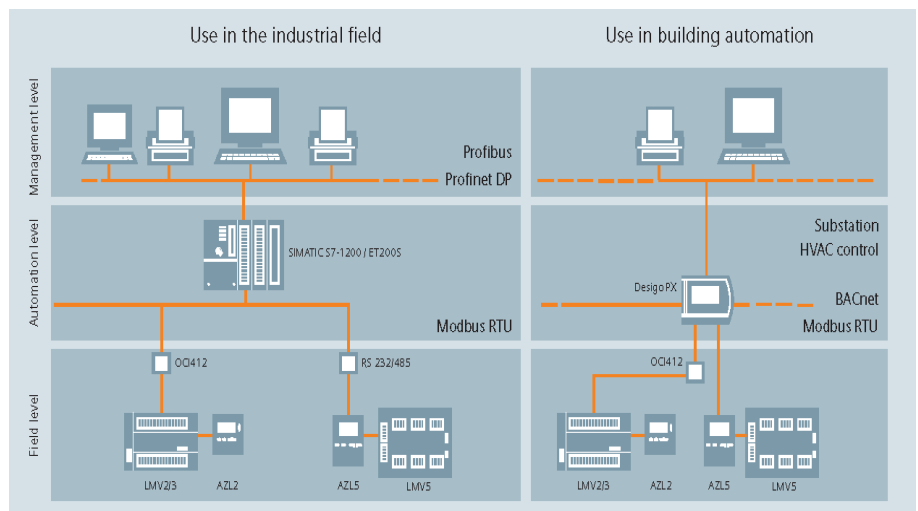 Use in the industrial field
Use in building automation
Management level
Profibus
Profinet DP
Automation level
SIMATIC S7-1200 / ET200S
Modbus RTU
Substation
HVAC control
Desigo PX
BACnet
Modbus RTU
Field level
OCI412
RS 232/485
LMV2/3
AZL2
AZL5
LMV5
OCI412
LMV2/3
AZL2
AZL5
LMV5